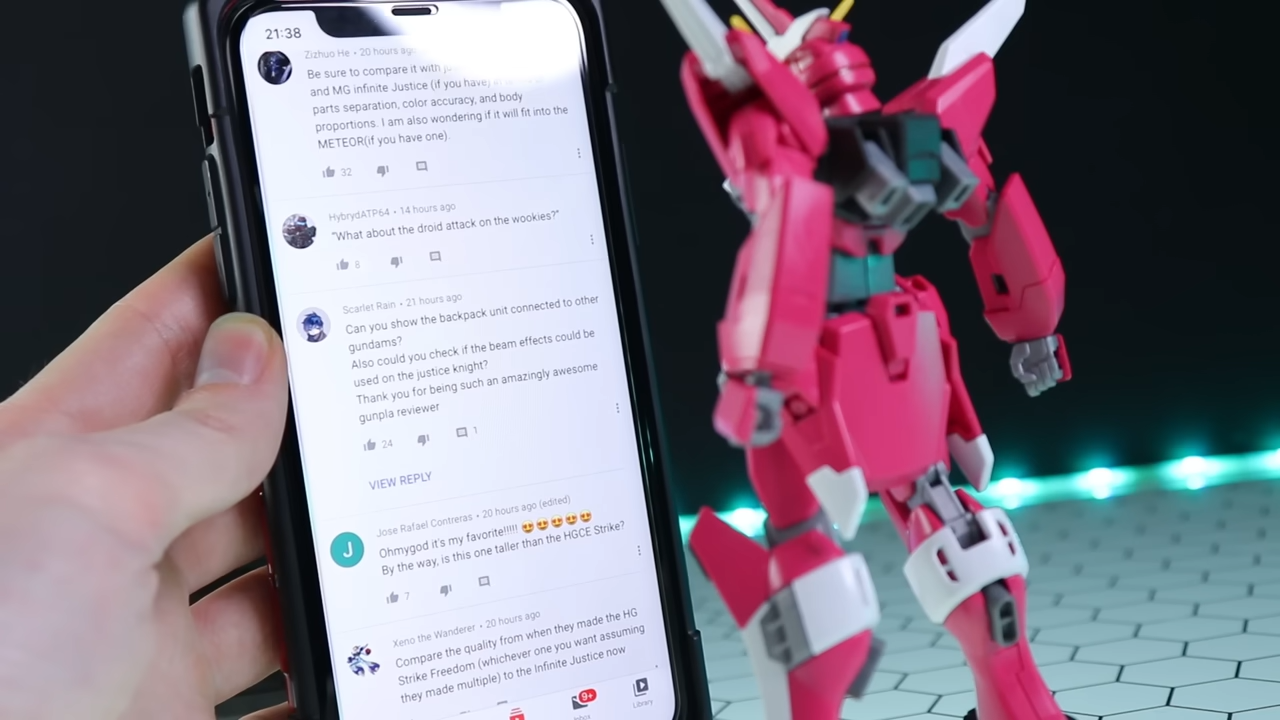 21:38
Zizhuo He • 20 hours ago
Be sure to compare it with
and MG infinite Justice (if you have)
parts separation, color accuracy, and body
proportions. I am also wondering if it will fit into the
METEOR(if you have one).
32
HybrydATP64 • 14 hours ago
"What about the droid attack on the wookies?"
8
Scarlet Rain • 21 hours ago
Can you show the backpack unit connected to other
gundams?
Also could you check if the beam effects could be
used on the justice knight?
Thank you for being such an amazingly awesome
gunpla reviewer
24 1
VIEW REPLY
J
Jose Rafael Contreras • 20 hours ago (edited)
Ohmygod it's my favorite!!!!! 😍😍😍😍😍
By the way, is this one taller than the HGCE Strike?
7
Xeno the Wanderer • 20 hours ago
Compare the quality from when they made the HG
Strike Freedom (whichever one you want assuming
they made multiple) to the Infinite Justice now
9+
Library